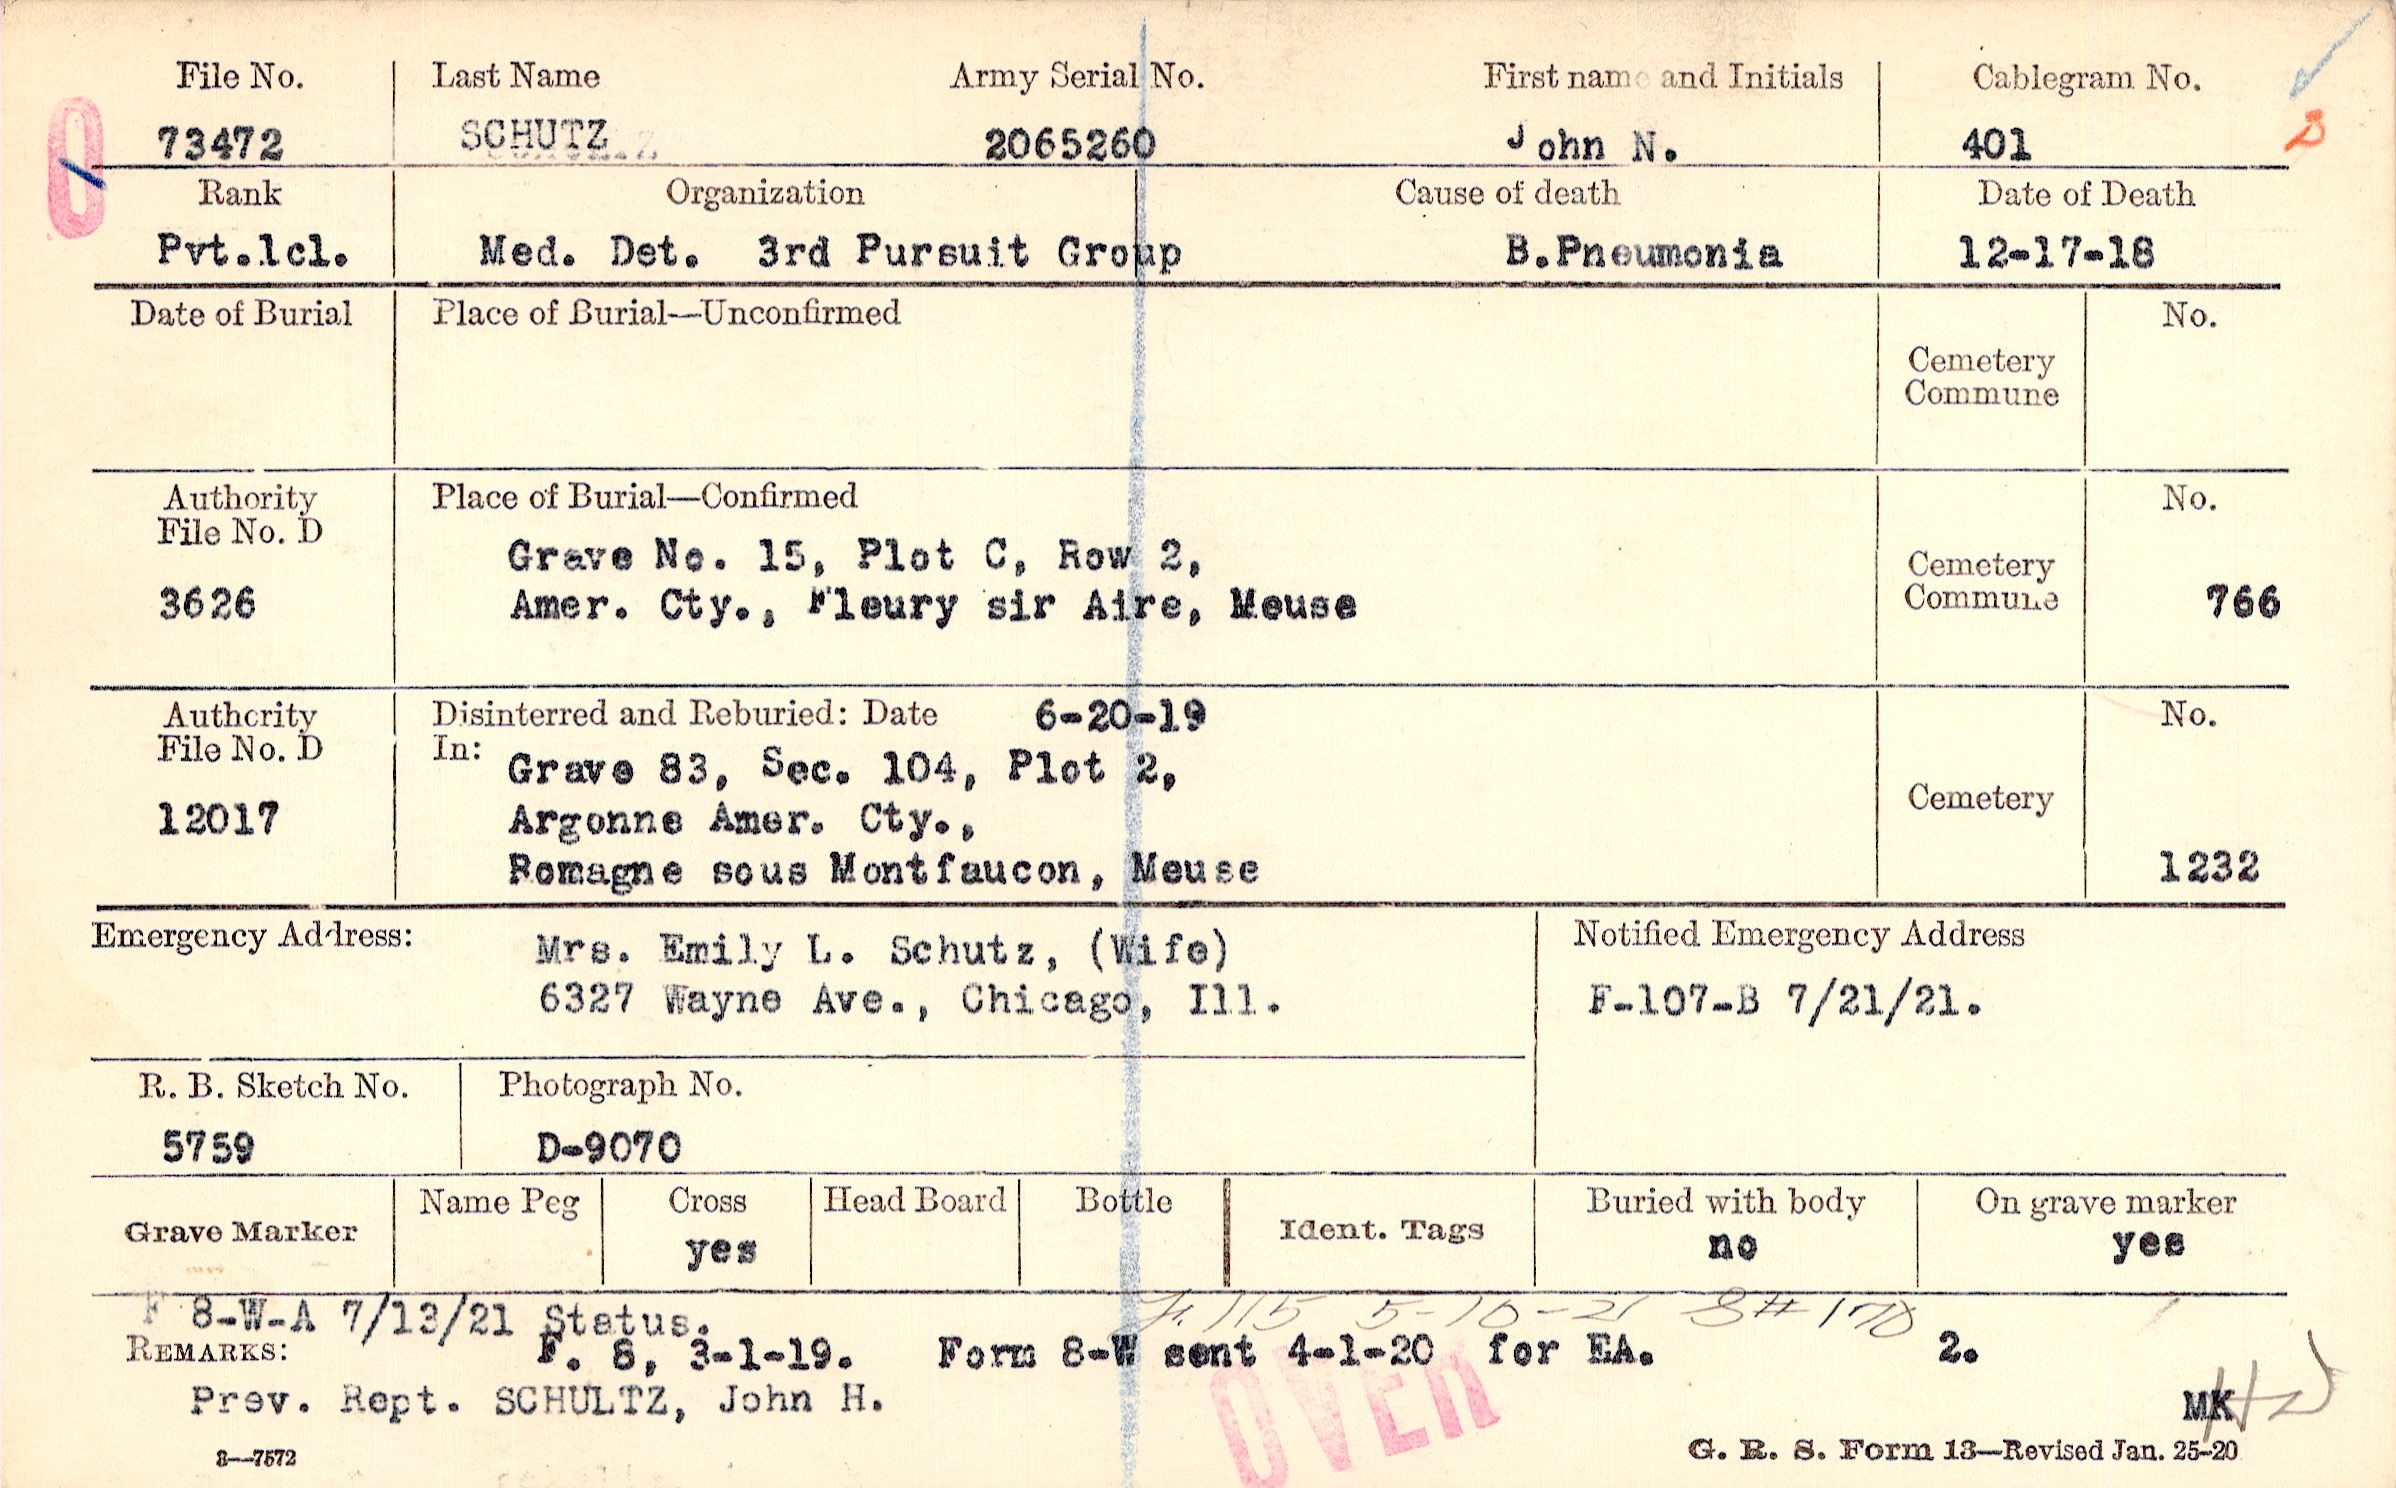 File No. Last Name Army Serial No. First name and Initials Cablegram No.
73472 SCHUTZ 2065260 John N. 401
Rank Organization Cause of death Date of Death
Pvt.1cl. Med. Det. 3rd Pursuit Group B.Pneumonia 12-17-18
Date of Burial Place of Burial—Unconfirmed No.
Cemetery
Commune
Authority Place of Burial—Confirmed No.
File No. D
Grave No. 15, Plot C, Row 2,
Cemetery
3626 Amer. Cty., Fleury sir Aire, Meuse Commune 766
Authority Disinterred and Reburied: Date 6-20-19 No.
File No. D In:
Grave 83, Sec. 104, Plot 2,
Cemetery
12017 Argonne Amer. Cty.,
Romagne sous Montfaucon, Meuse 1232
Emergency Address: Mrs. Emily L. Schutz, (Wife) Notified Emergency Address
6327 Wayne Ave., Chicago, Ill. F-107-B 7/21/21.
R. B. Sketch No. Photograph No.
5759 D-9070
Name Peg Cross Head Board Bottle Buried with body On grave marker
Grave Marker Ident. Tags
yes no yes
F 8-W-A 7/13/21 Status. F. 115 5-10-21 S# 170
REMARKS: F. 8, 3-1-19. Form 8-W sent 4-1-20 for EA. 2.
Prev. Rept. SCHULTZ, John H. MK
OVER
3—7572 G. R. S. Form 13—Revised Jan. 25-20